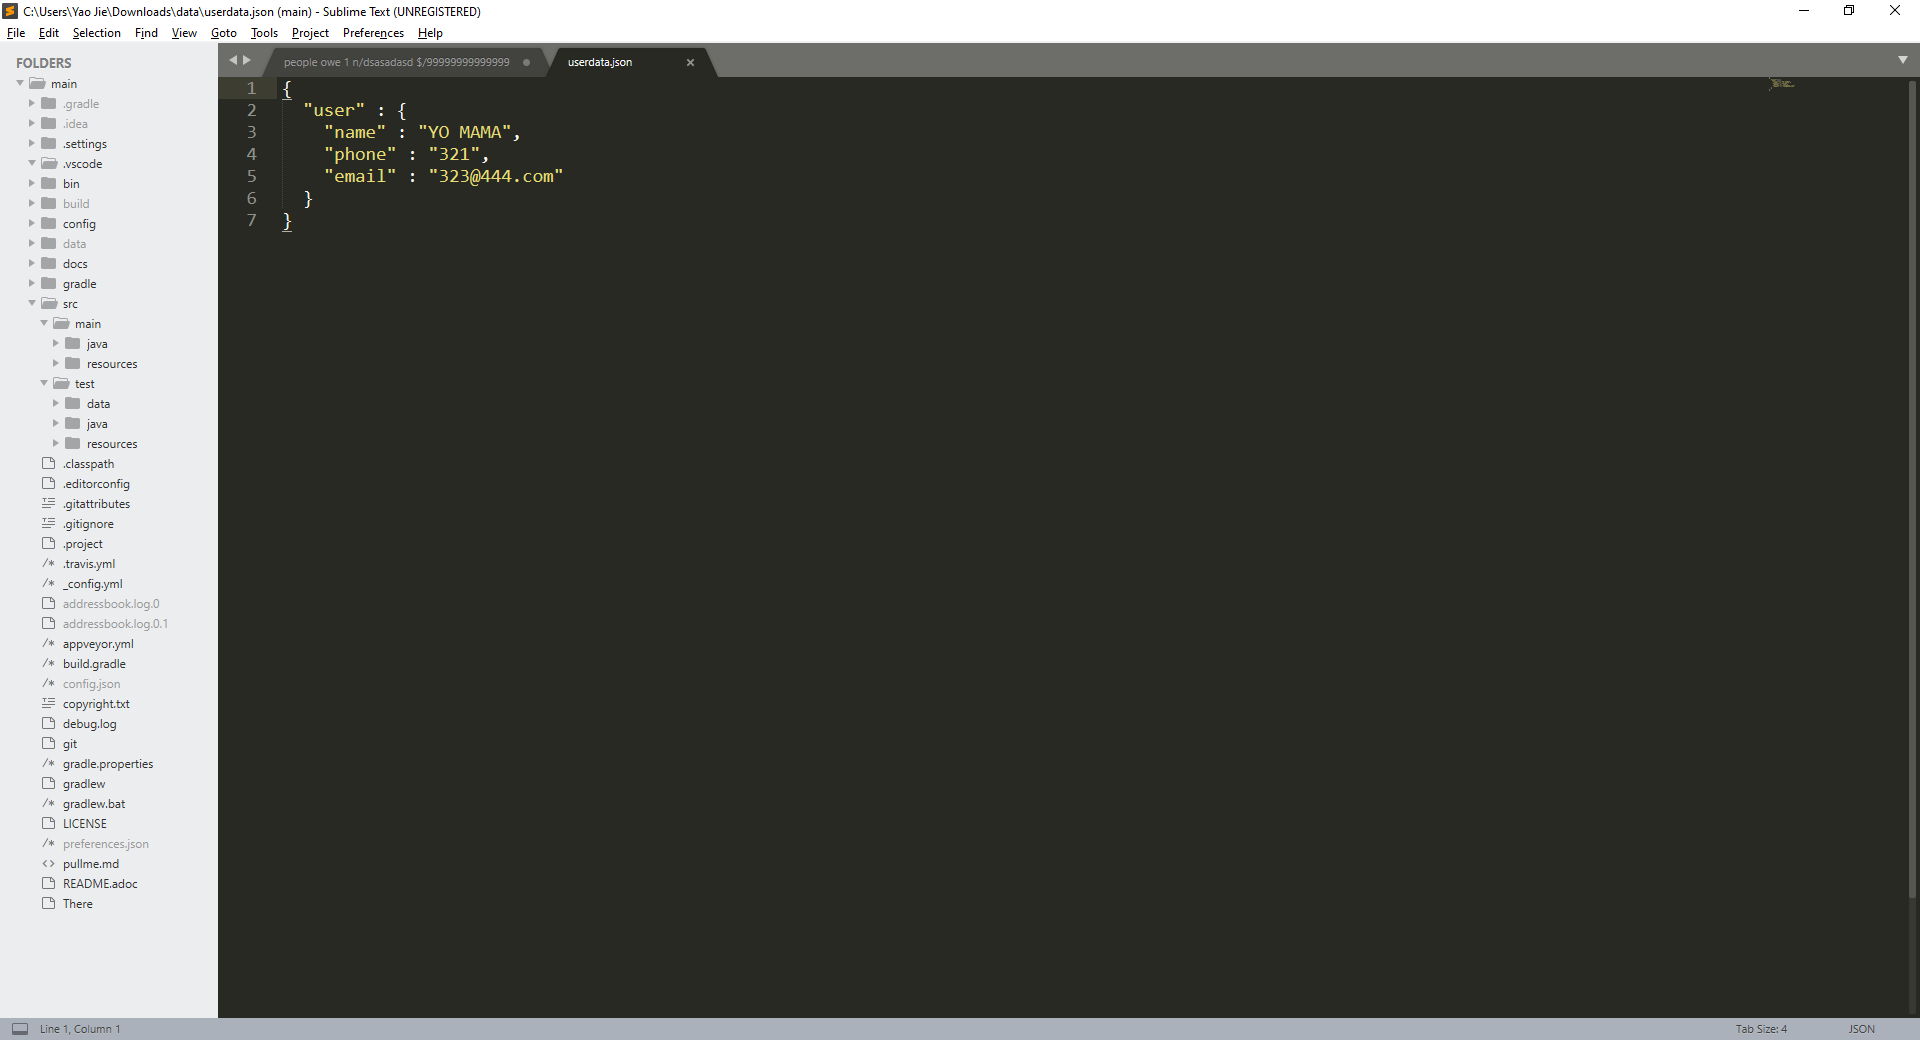 C:\Users\Yao Jie\Downloads\data\userdata.json (main) - Sublime Text (UNREGISTERED)
File Edit Selection Find View Goto Tools Project Preferences Help
FOLDERS
main
.gradle
.idea
.settings
.vscode
bin
build
config
data
docs
gradle
src
main
java
resources
test
data
java
resources
.classpath
.editorconfig
.gitattributes
.gitignore
.project
.travis.yml
_config.yml
addressbook.log.0
addressbook.log.0.1
appveyor.yml
build.gradle
config.json
copyright.txt
debug.log
git
gradle.properties
gradlew
gradlew.bat
LICENSE
preferences.json
pullme.md
README.adoc
There
people owe 1 n/dsasadasd $/99999999999999
userdata.json
1 {
2 "user" : {
3 "name" : "YO MAMA",
4 "phone" : "321",
5 "email" : "323@444.com"
6 }
7 }
Line 1, Column 1
Tab Size: 4
JSON